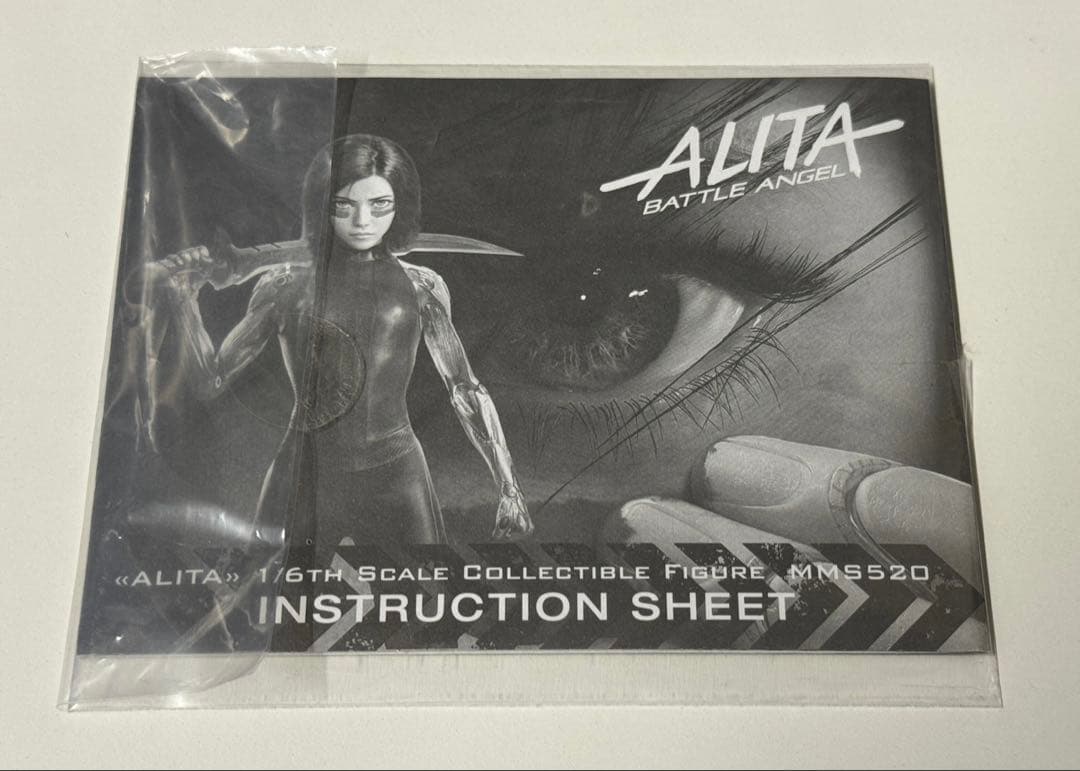 ALITA
BATTLE ANGEL
«ALITA» 1/6TH SCALE COLLECTIBLE FIGURE MMS520
INSTRUCTION SHEET